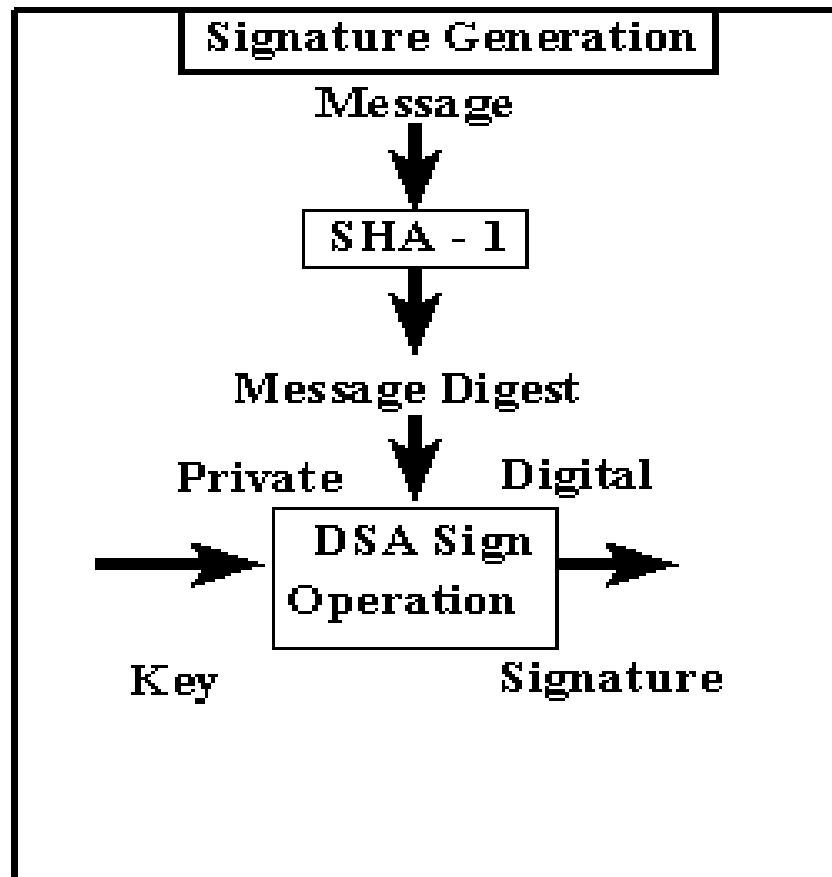 Signature Generation
Message
SHA - 1
Message Digest
Private
Digital
DSA Sign
Operation
Key
Signature